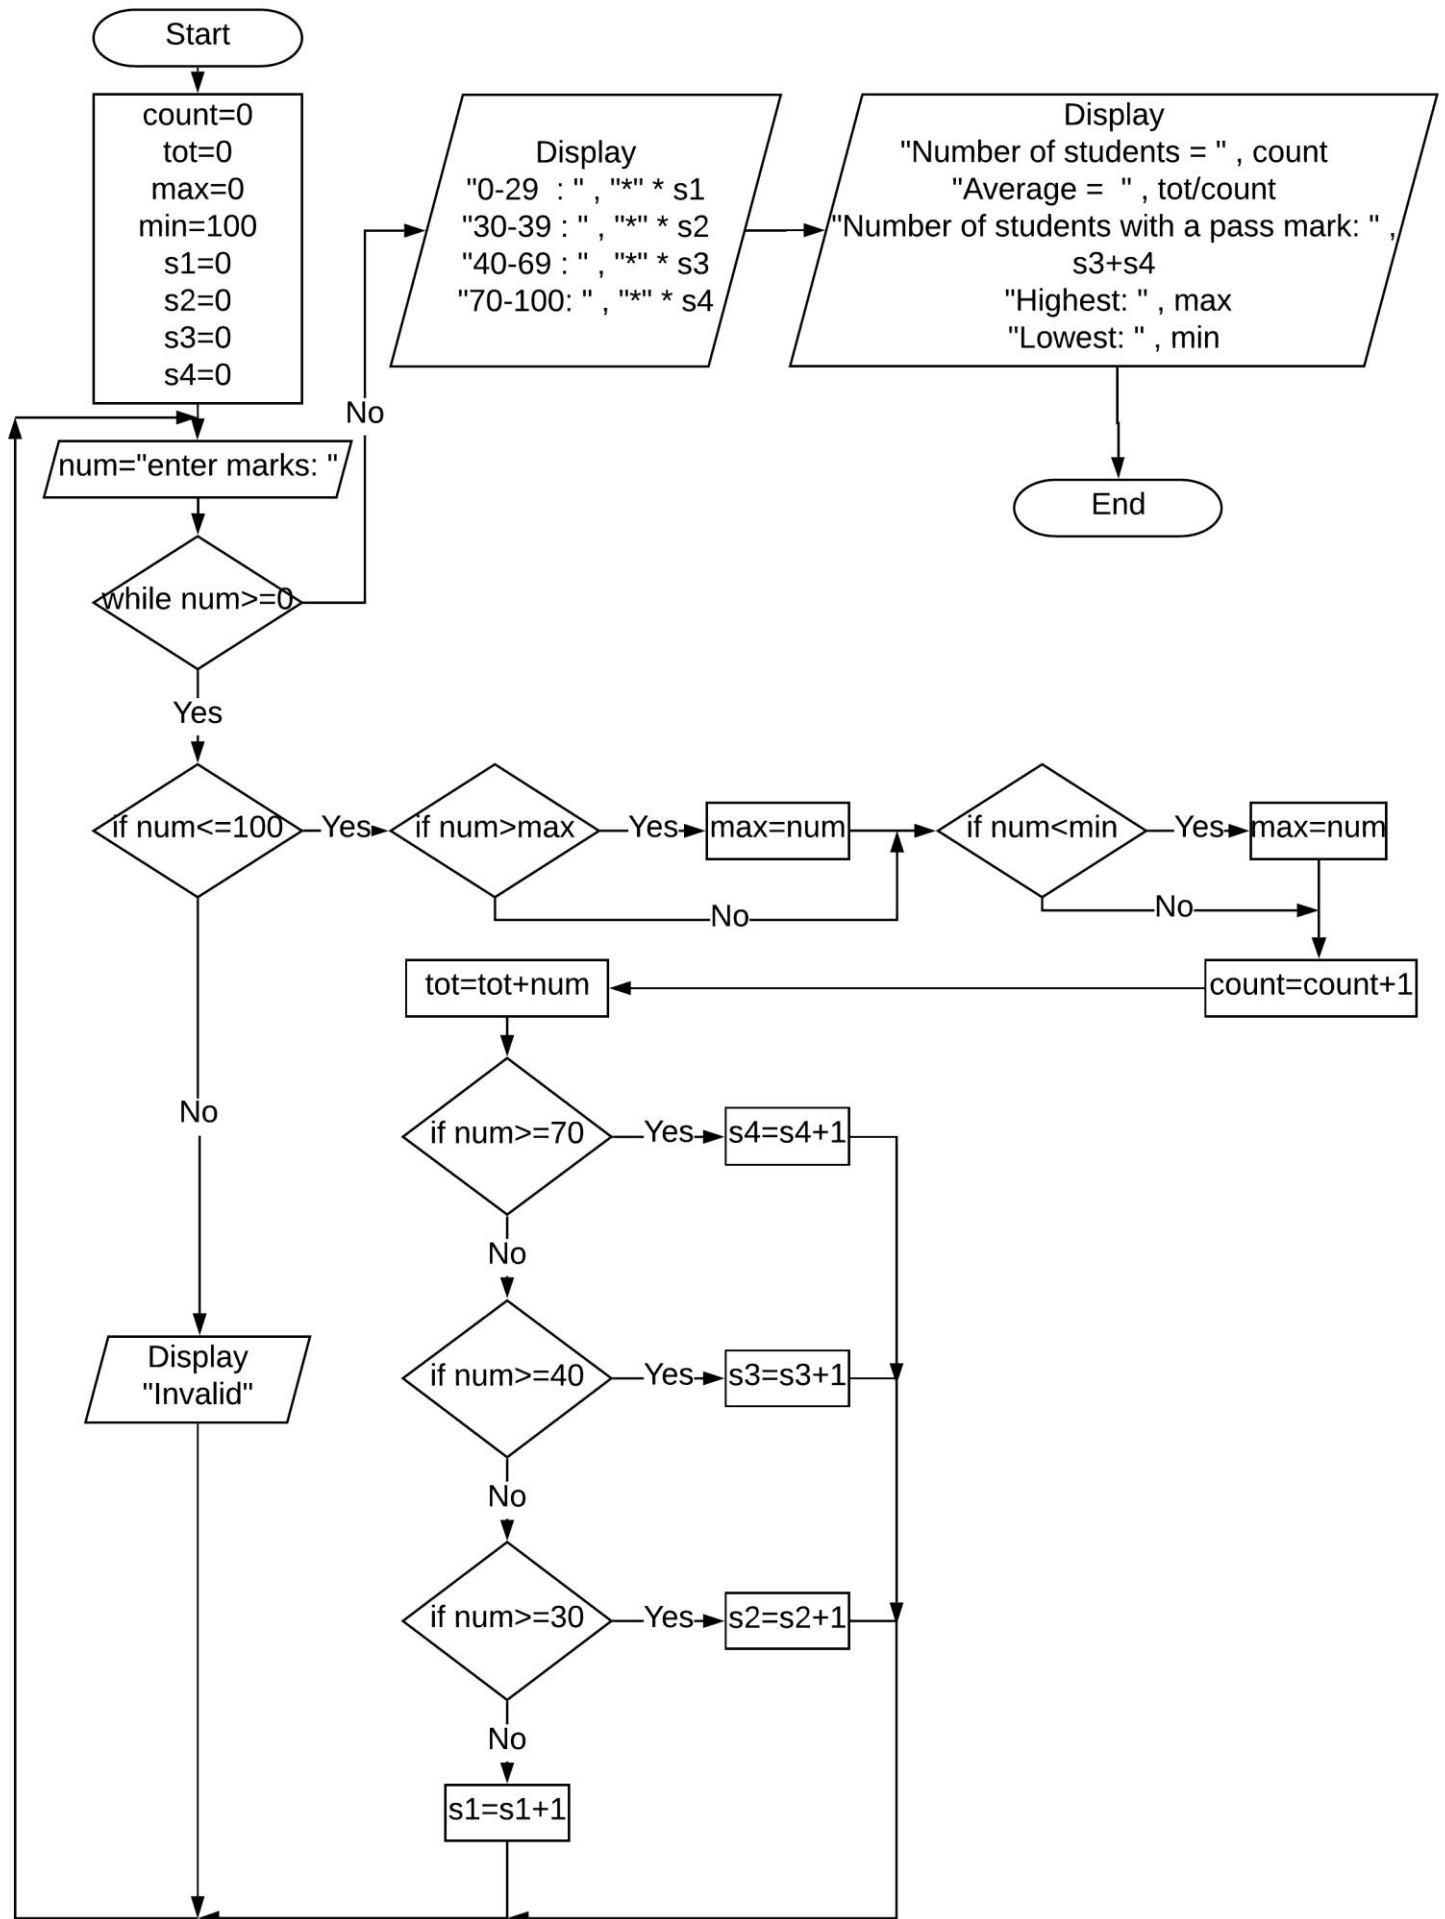 Start
count=0
tot=0
max=0
min=100
s1=0
s2=0
s3=0
s4=0
num="enter marks: "
while num>=0
No
Display
"0-29  : " , "*" * s1
"30-39 : " , "*" * s2
"40-69 : " , "*" * s3
"70-100: " , "*" * s4
Display
"Number of students = " , count
"Average =  " , tot/count
"Number of students with a pass mark: " ,
s3+s4
"Highest: " , max
"Lowest: " , min
End
Yes
if num<=100
Yes
if num>max
Yes
max=num
No
if num<min
Yes
max=num
No
count=count+1
tot=tot+num
if num>=70
Yes
s4=s4+1
No
if num>=40
Yes
s3=s3+1
No
if num>=30
Yes
s2=s2+1
No
s1=s1+1
No
Display
"Invalid"